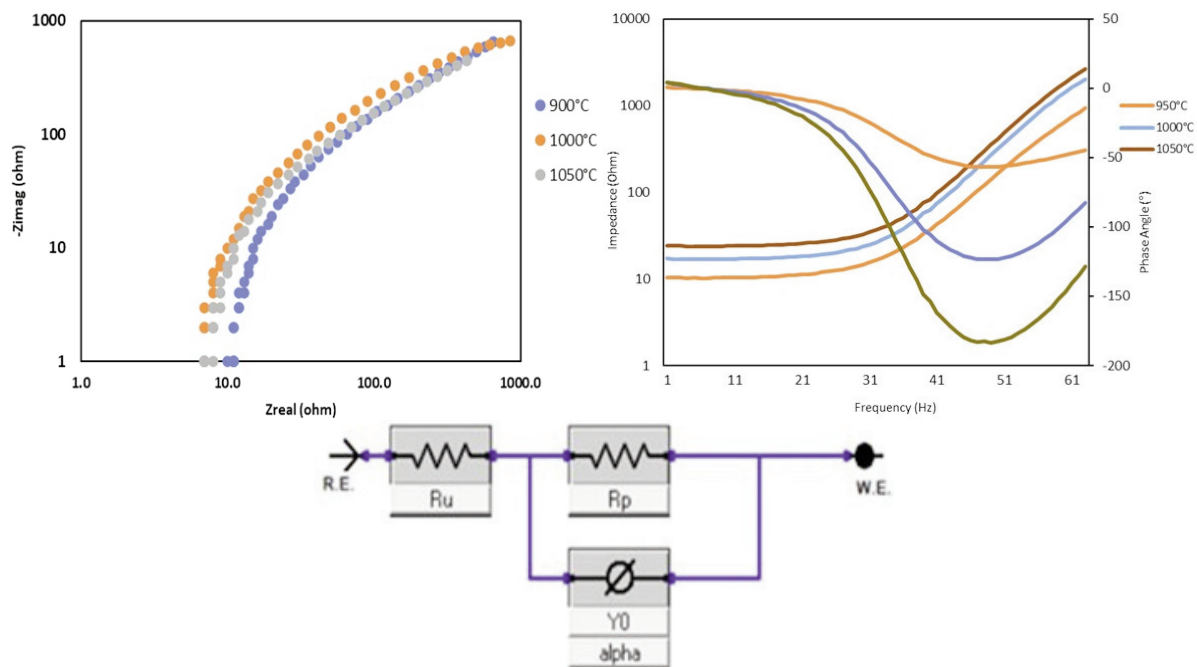 1000
100
10
1
-Zimag (ohm)
1.0
10.0
100.0
1000.0
Zreal (ohm)
900°C
1000°C
1050°C
10000
1000
100
10
1
Impedance (Ohm)
1
11
21
31
41
51
61
Frequency (Hz)
50
0
-50
-100
-150
-200
Phase Angle (°)
950°C
1000°C
1050°C
R.E.
Ru
Rp
W.E.
Y0
alpha